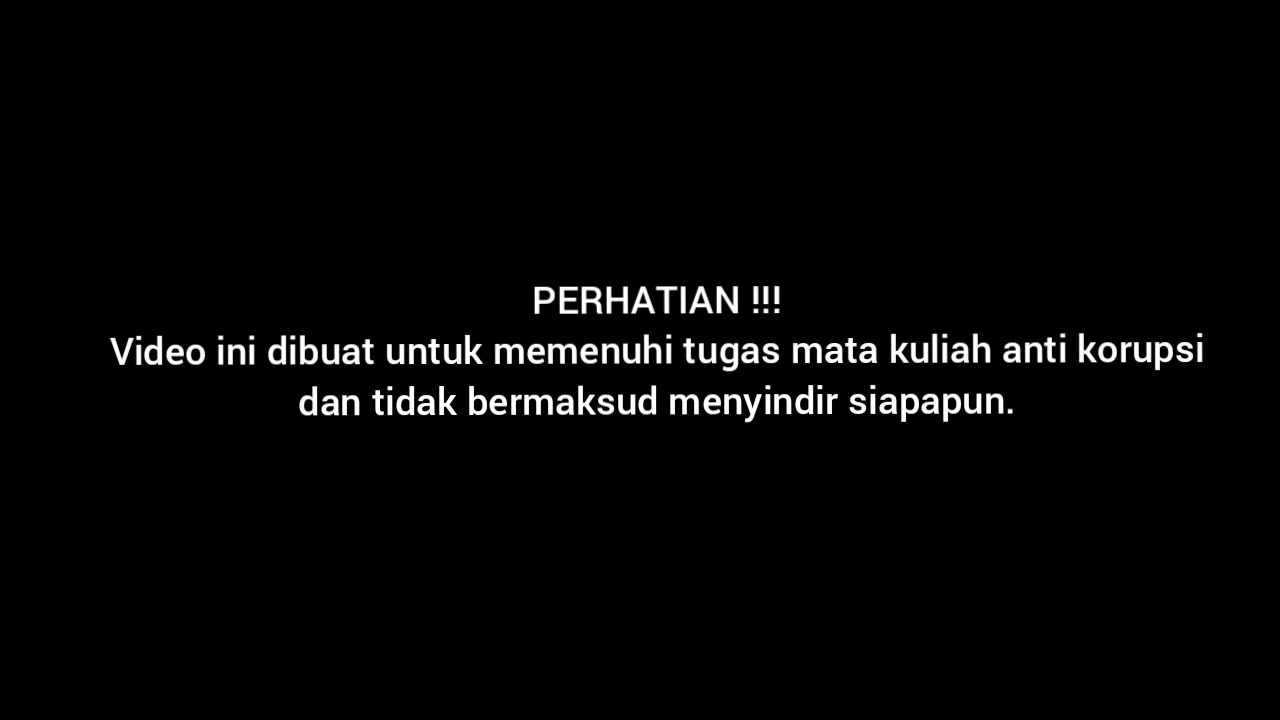 PERHATIAN !!!
Video ini dibuat untuk memenuhi tugas mata kuliah anti korupsi
dan tidak bermaksud menyindir siapapun.